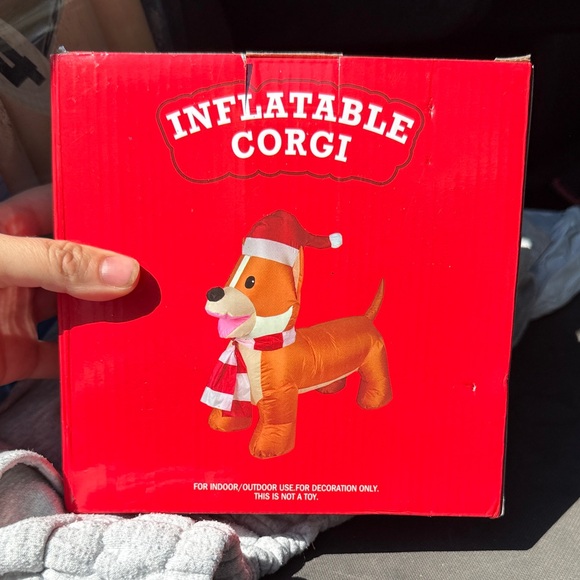 INFLATABLE
CORGI
FOR INDOOR/OUTDOOR USE.FOR DECORATION ONLY.
THIS IS NOT A TOY.